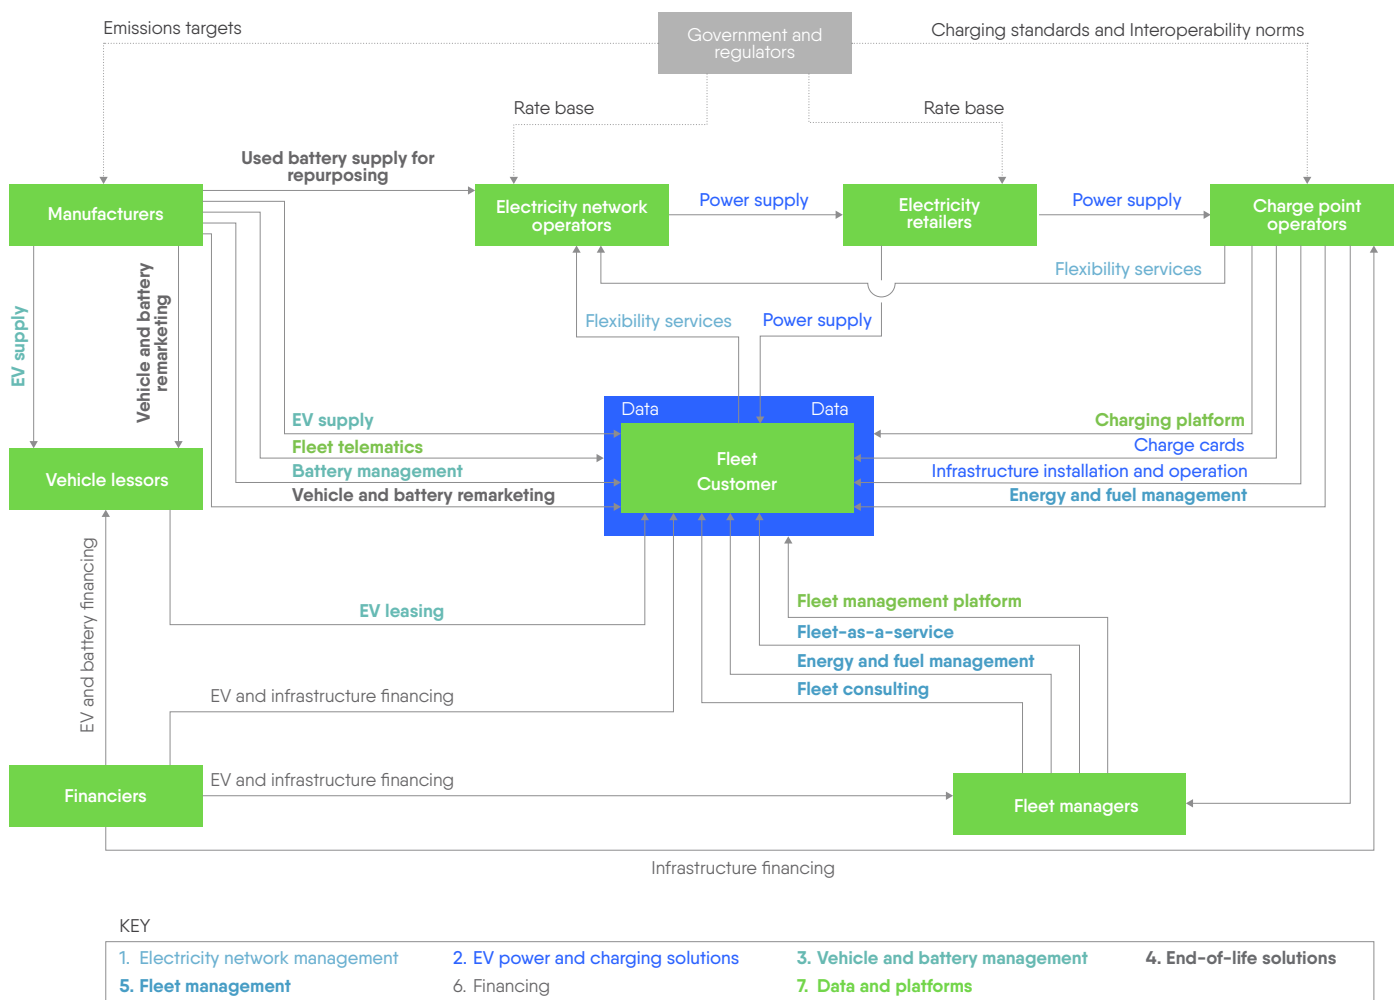 Emissions targets
Government and
regulators
Charging standards and Interoperability norms
Rate base
Rate base
Used battery supply for
repurposing
Manufacturers
Electricity network
operators
Power supply
Electricity
retailers
Power supply
Charge point
operators
Flexibility services
EV supply
Vehicle and battery
remarketing
Flexibility services
Power supply
Data
Data
EV supply
Fleet telematics
Battery management
Vehicle and battery remarketing
Fleet
Customer
Charging platform
Charge cards
Infrastructure installation and operation
Energy and fuel management
Vehicle lessors
EV and battery financing
EV leasing
Fleet management platform
Fleet-as-a-service
Energy and fuel management
Fleet consulting
EV and infrastructure financing
EV and infrastructure financing
Financiers
Fleet managers
Infrastructure financing
KEY
1. Electricity network management
2. EV power and charging solutions
3. Vehicle and battery management
4. End-of-life solutions
5. Fleet management
6. Financing
7. Data and platforms